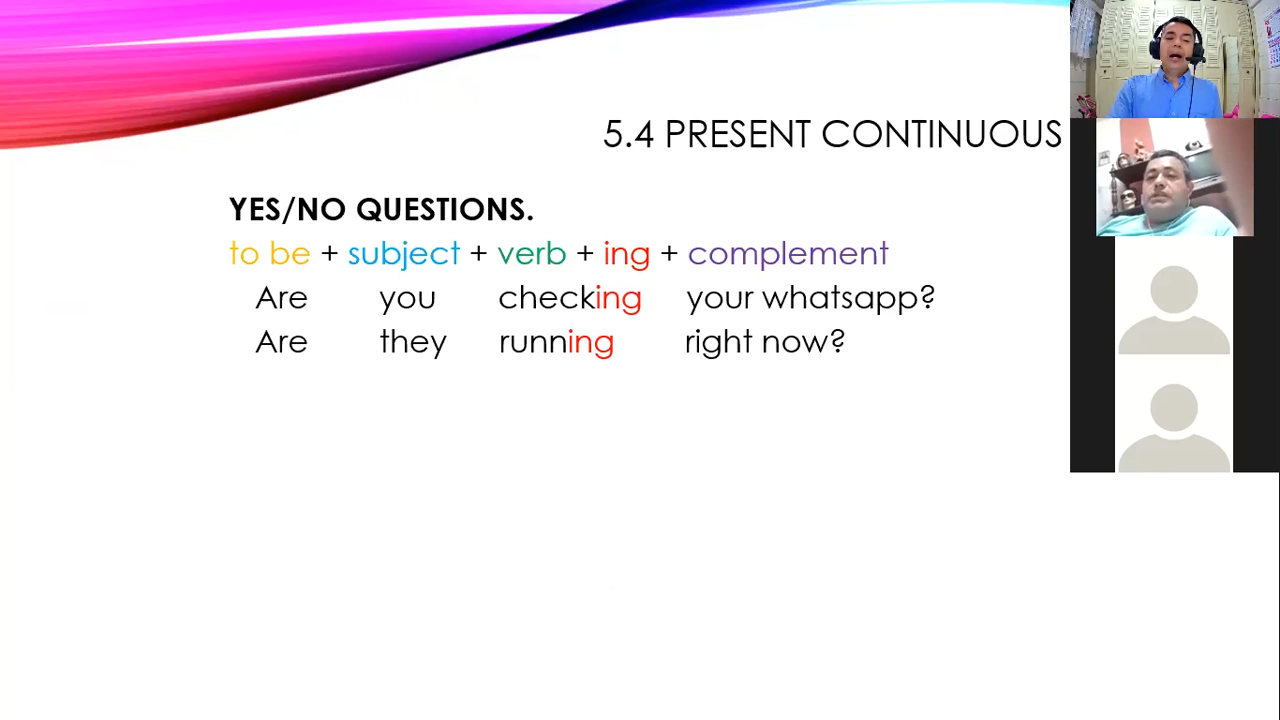 5.4 PRESENT CONTINUOUS
YES/NO QUESTIONS.
to be + subject + verb + ing + complement
Are you checking your whatsapp?
Are they running right now?